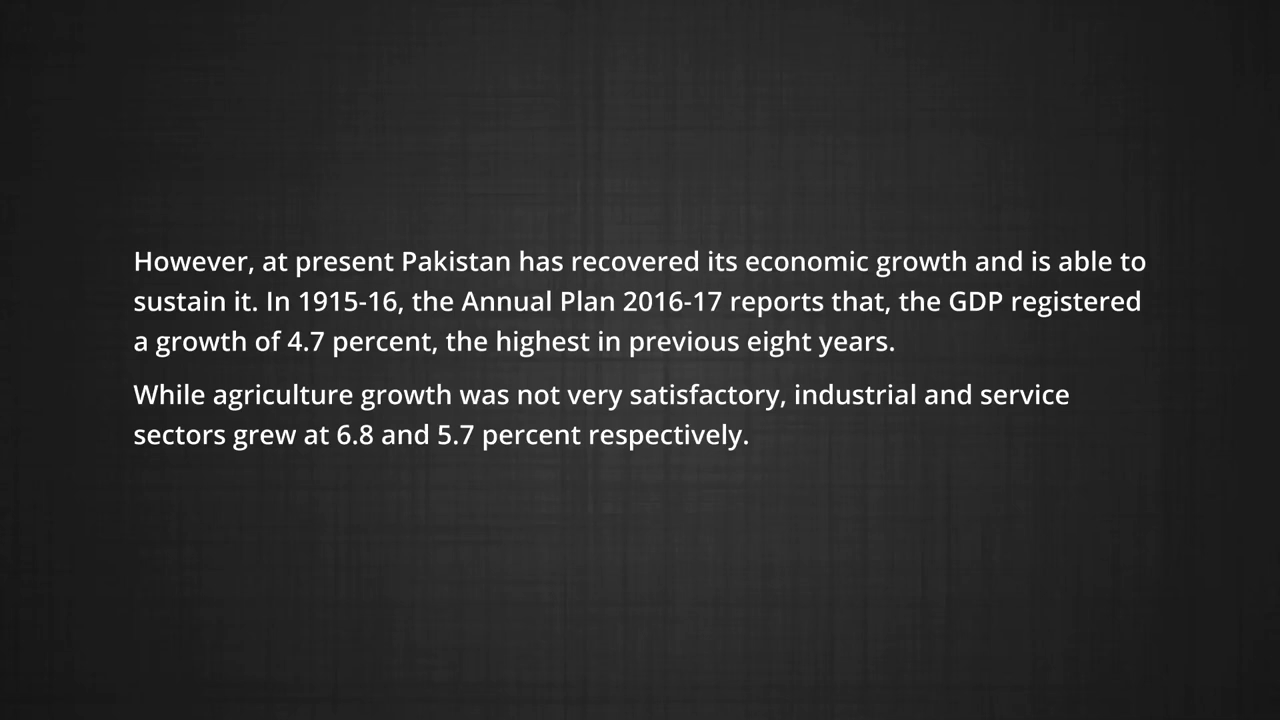 However, at present Pakistan has recovered its economic growth and is able to
sustain it. In 1915-16, the Annual Plan 2016-17 reports that, the GDP registered
a growth of 4.7 percent, the highest in previous eight years.
While agriculture growth was not very satisfactory, industrial and service
sectors grew at 6.8 and 5.7 percent respectively.